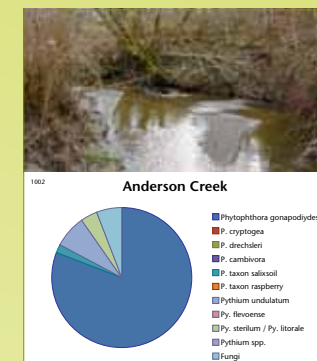 1002
Anderson Creek
Phytophthora gonapodiydes
P. cryptogea
P. drechsleri
P. cambivora
P. taxon salixsoil
P. taxon raspberry
Pythium undulatum
Py. flevoense
Py. sterilum / Py. litorale
Pythium spp.
Fungi